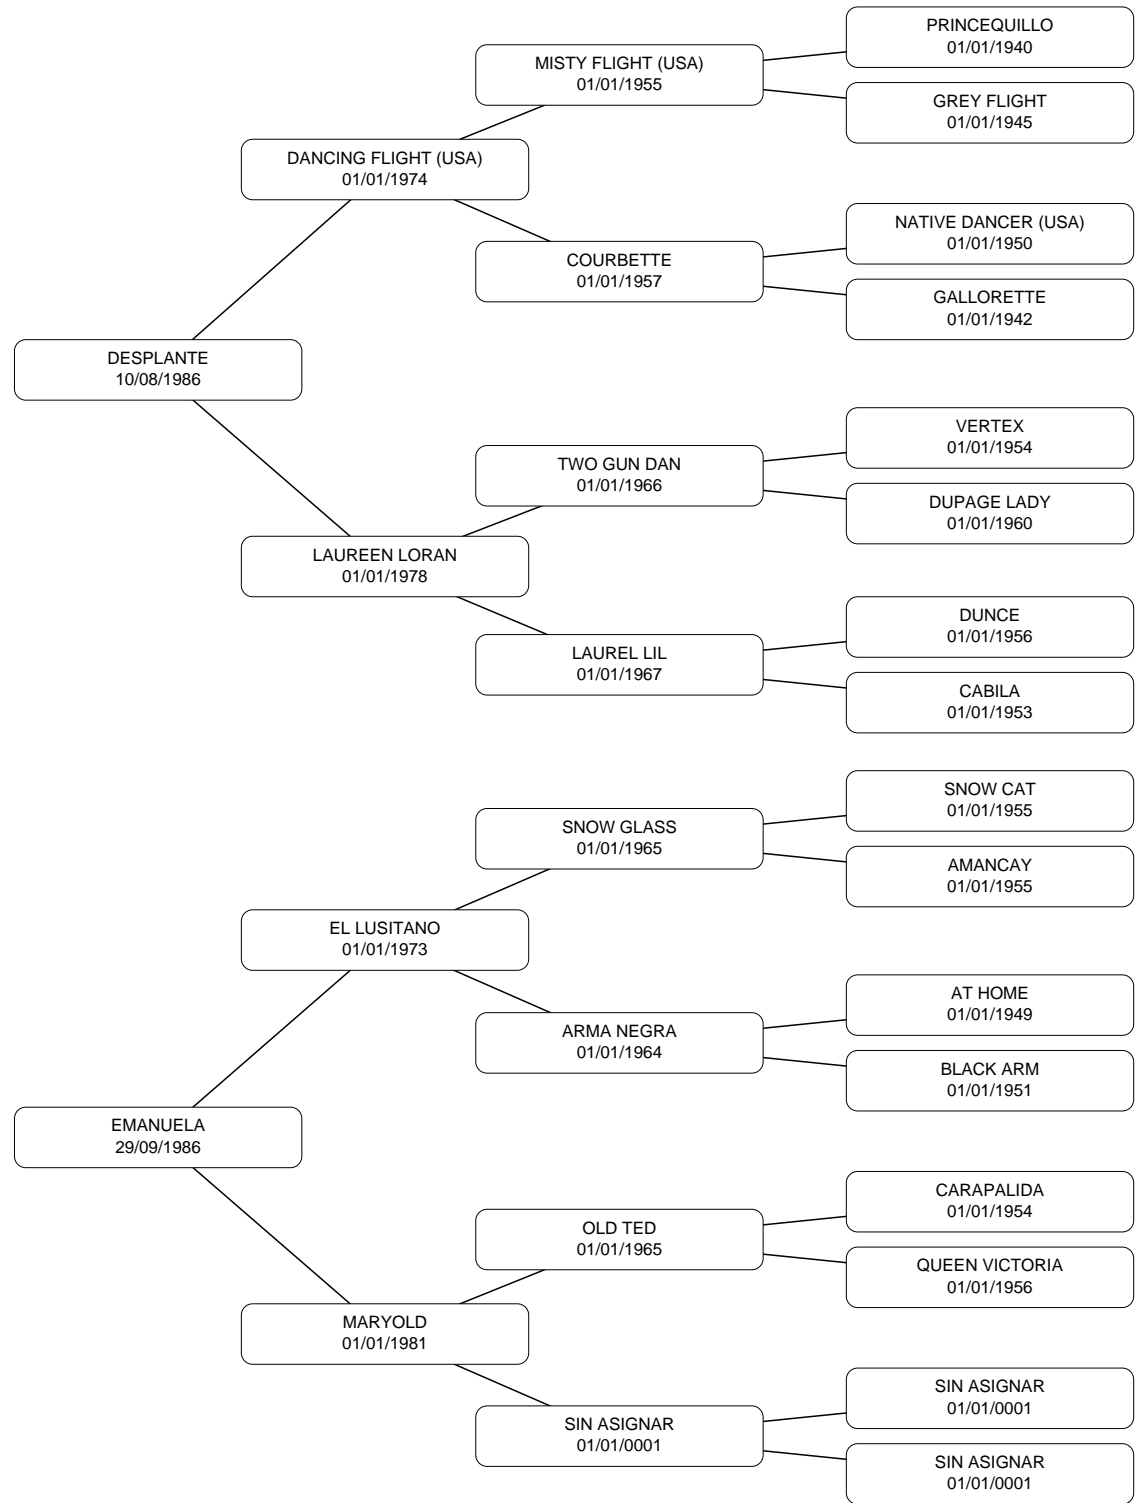 PRINCEQUILLO
01/01/1940
MISTY FLIGHT (USA)
01/01/1955
GREY FLIGHT
01/01/1945
DANCING FLIGHT (USA)
01/01/1974
NATIVE DANCER (USA)
01/01/1950
COURBETTE
01/01/1957
GALLORETTE
01/01/1942
DESPLANTE
10/08/1986
VERTEX
01/01/1954
TWO GUN DAN
01/01/1966
DUPAGE LADY
01/01/1960
LAUREEN LORAN
01/01/1978
DUNCE
01/01/1956
LAUREL LIL
01/01/1967
CABILA
01/01/1953
SNOW CAT
01/01/1955
SNOW GLASS
01/01/1965
AMANCAY
01/01/1955
EL LUSITANO
01/01/1973
AT HOME
01/01/1949
ARMA NEGRA
01/01/1964
BLACK ARM
01/01/1951
EMANUELA
29/09/1986
CARAPALIDA
01/01/1954
OLD TED
01/01/1965
QUEEN VICTORIA
01/01/1956
MARYOLD
01/01/1981
SIN ASIGNAR
01/01/0001
SIN ASIGNAR
01/01/0001
SIN ASIGNAR
01/01/0001